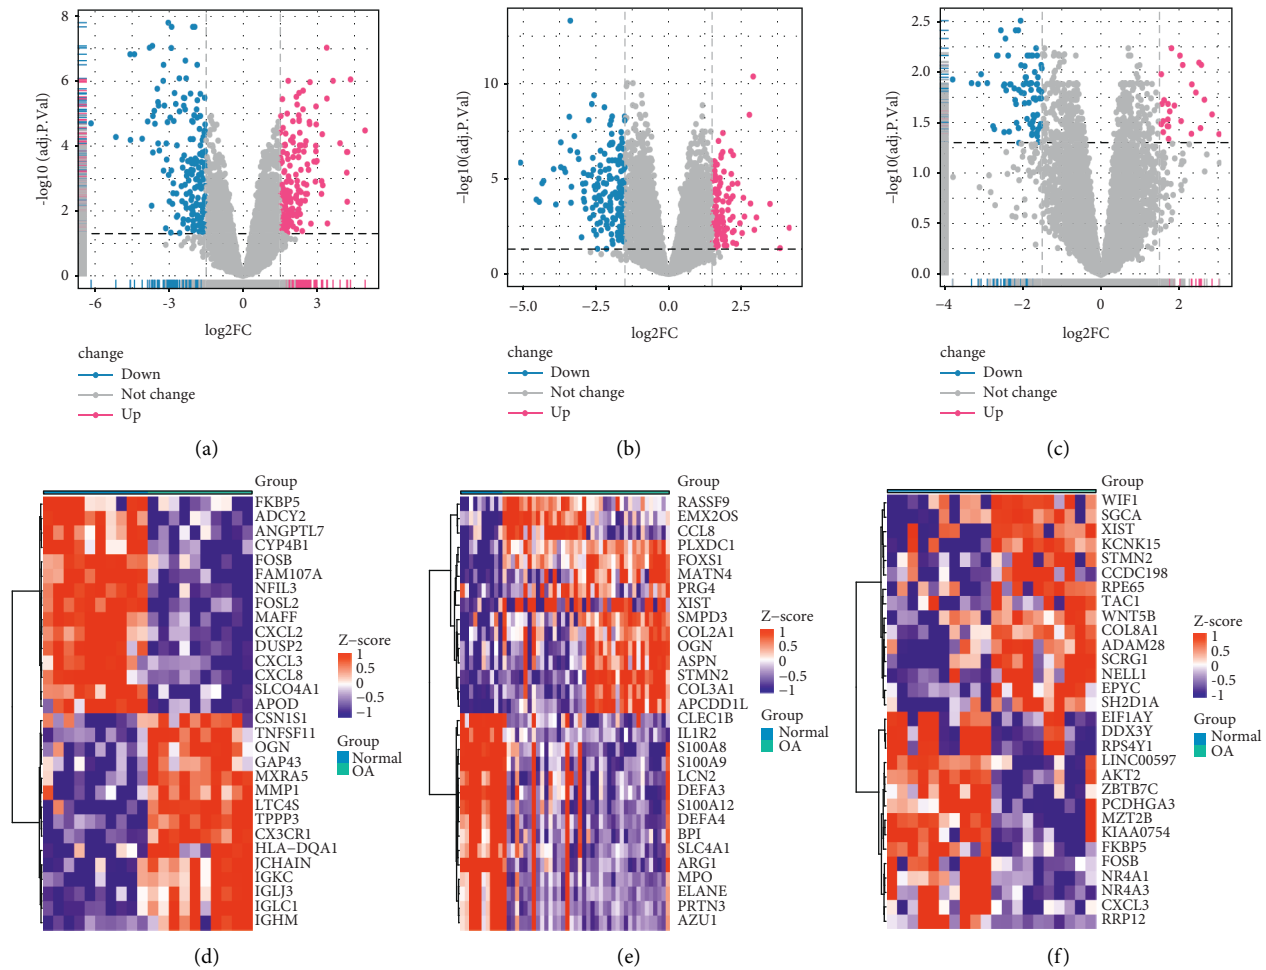 8
6
4
2
0
-6
-3
0
3
-log10 (adj.P.Val)
log2FC
change
Down
Not change
Up
(a)
10
5
0
−5.0
−2.5
0.0
2.5
−log10(adj.P.Val)
log2FC
change
Down
Not change
Up
(b)
2.5
2.0
1.5
1.0
0.5
0.0
−4
−2
0
2
−log10(adj.P.Val)
log2FC
change
Down
Not change
Up
(c)
Group
FKBP5
ADCY2
ANGPTL7
CYP4B1
FOSB
FAM107A
NFIL3
FOSL2
MAFF
CXCL2
DUSP2
CXCL3
CXCL8
SLCO4A1
APOD
CSN1S1
TNFSF11
OGN
GAP43
MXRA5
MMP1
LTC4S
TPPP3
CX3CR1
HLA−DQA1
JCHAIN
IGKC
IGLJ3
IGLC1
IGHM
Z−score
1
0.5
0
−0.5
−1
Group
Normal
OA
(d)
Group
RASSF9
EMX2OS
CCL8
PLXDC1
FOXS1
MATN4
PRG4
XIST
SMPD3
COL2A1
OGN
ASPN
STMN2
COL3A1
APCDD1L
CLEC1B
IL1R2
S100A8
S100A9
LCN2
DEFA3
S100A12
DEFA4
BPI
SLC4A1
ARG1
MPO
ELANE
PRTN3
AZU1
Z−score
1
0.5
0
−0.5
−1
Group
Normal
OA
(e)
Group
WIF1
SGCA
XIST
KCNK15
STMN2
CCDC198
RPE65
TAC1
WNT5B
COL8A1
ADAM28
SCRG1
NELL1
EPYC
SH2D1A
EIF1AY
DDX3Y
RPS4Y1
LINC00597
AKT2
ZBTB7C
PCDHGA3
MZT2B
KIAA0754
FKBP5
FOSB
NR4A1
NR4A3
CXCL3
RRP12
Z-score
1
0.5
0
-0.5
-1
Group
Normal
OA
(f)